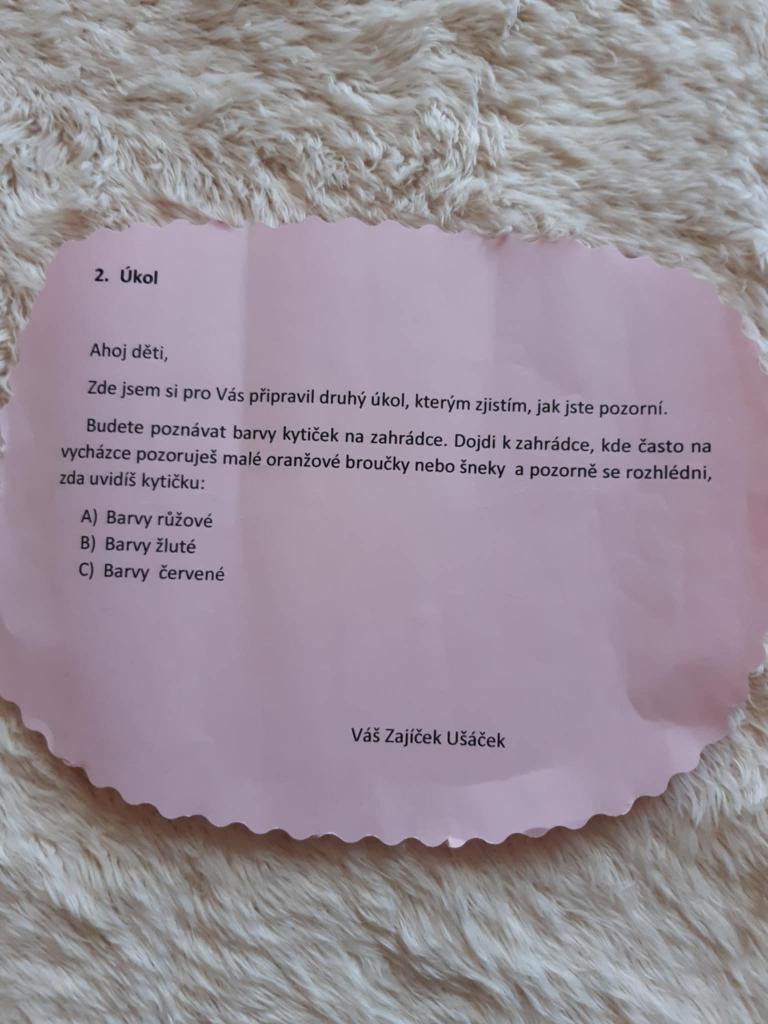 2. Úkol
Ahoj děti,
Zde jsem si pro Vás připravil druhý úkol, kterým zjistím, jak jste pozorní.
Budete poznávat barvy kytiček na zahrádce. Dojdi k zahrádce, kde často na
vycházce pozoruješ malé oranžové broučky nebo šneky a pozorně se rozhlédni,
zda uvidíš kytičku:
A) Barvy růžové
B) Barvy žluté
C) Barvy červené
Váš Zajíček Ušáček